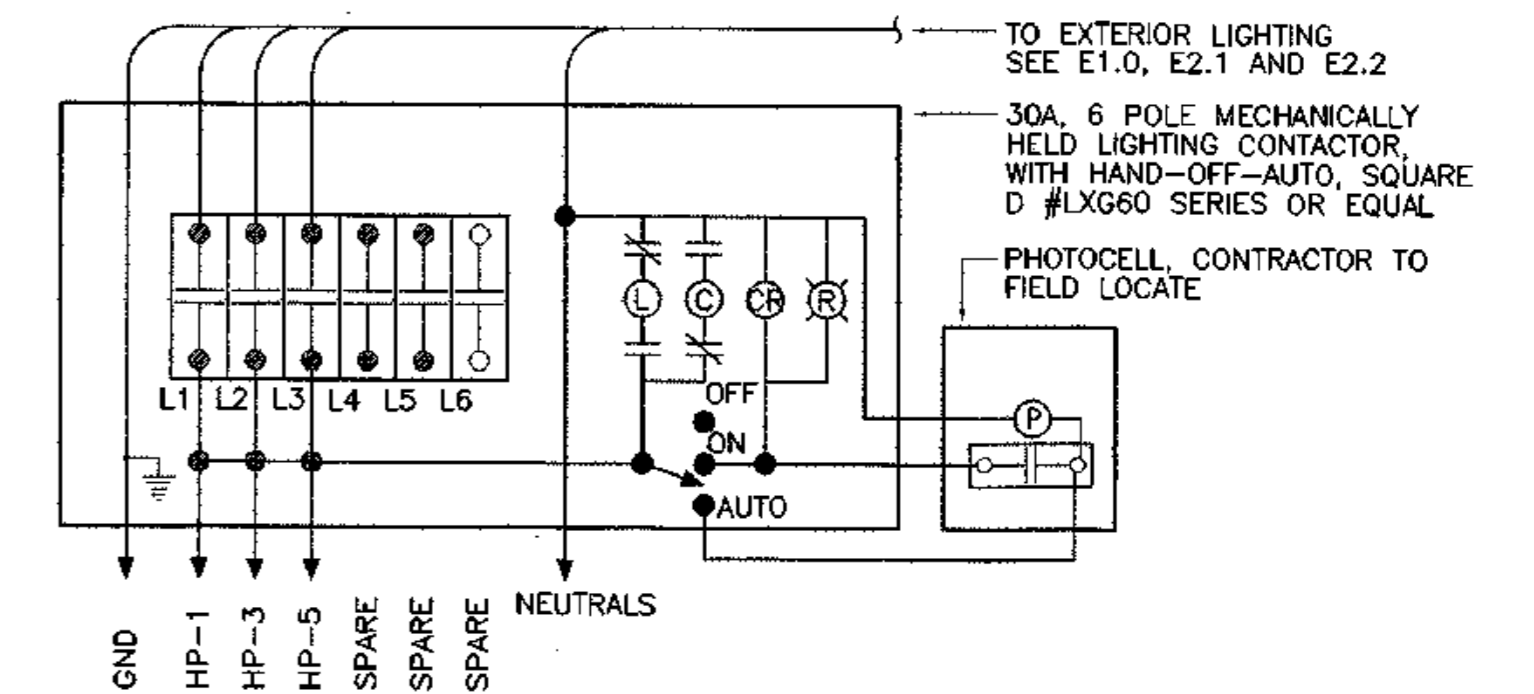 TO EXTERIOR LIGHTING
SEE E1.0, E2.1 AND E2.2
30A, 6 POLE MECHANICALLY
HELD LIGHTING CONTACTOR,
WITH HAND-OFF-AUTO, SQUARE
D #LXG60 SERIES OR EQUAL
PHOTOCELL, CONTRACTOR TO
FIELD LOCATE
L C CR R
L1 L2 L3 L4 L5 L6
OFF
ON
AUTO
P
GND
HP-1
HP-3
HP-5
SPARE
SPARE
SPARE
NEUTRALS